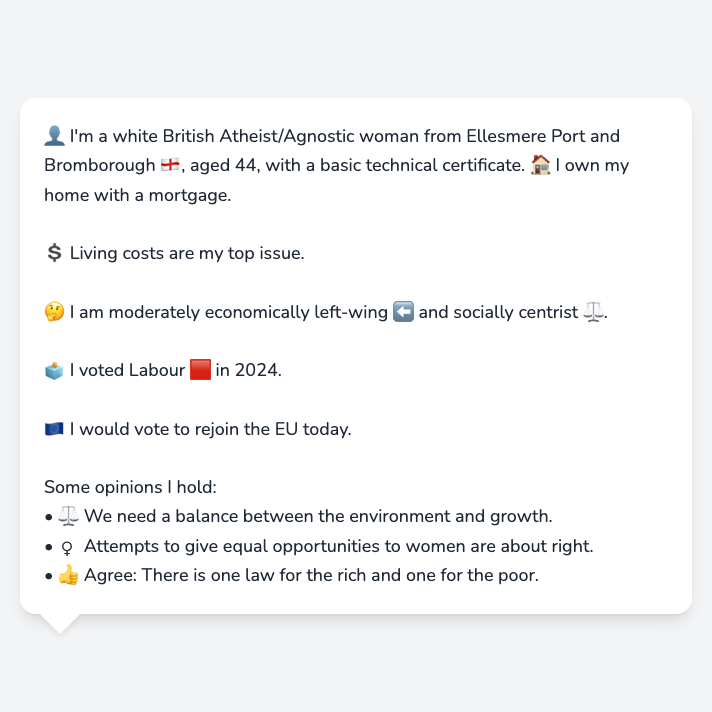 👤 I'm a white British Atheist/Agnostic woman from Ellesmere Port and
Bromborough 🏴󠁧󠁢󠁥󠁮󠁧󠁿, aged 44, with a basic technical certificate. 🏠 I own my
home with a mortgage.
💲 Living costs are my top issue.
🤔 I am moderately economically left-wing ⬅️ and socially centrist ⚖️.
🗳️ I voted Labour 🟥 in 2024.
🇪🇺 I would vote to rejoin the EU today.
Some opinions I hold:
• ⚖️ We need a balance between the environment and growth.
• ♀ Attempts to give equal opportunities to women are about right.
• 👍 Agree: There is one law for the rich and one for the poor.